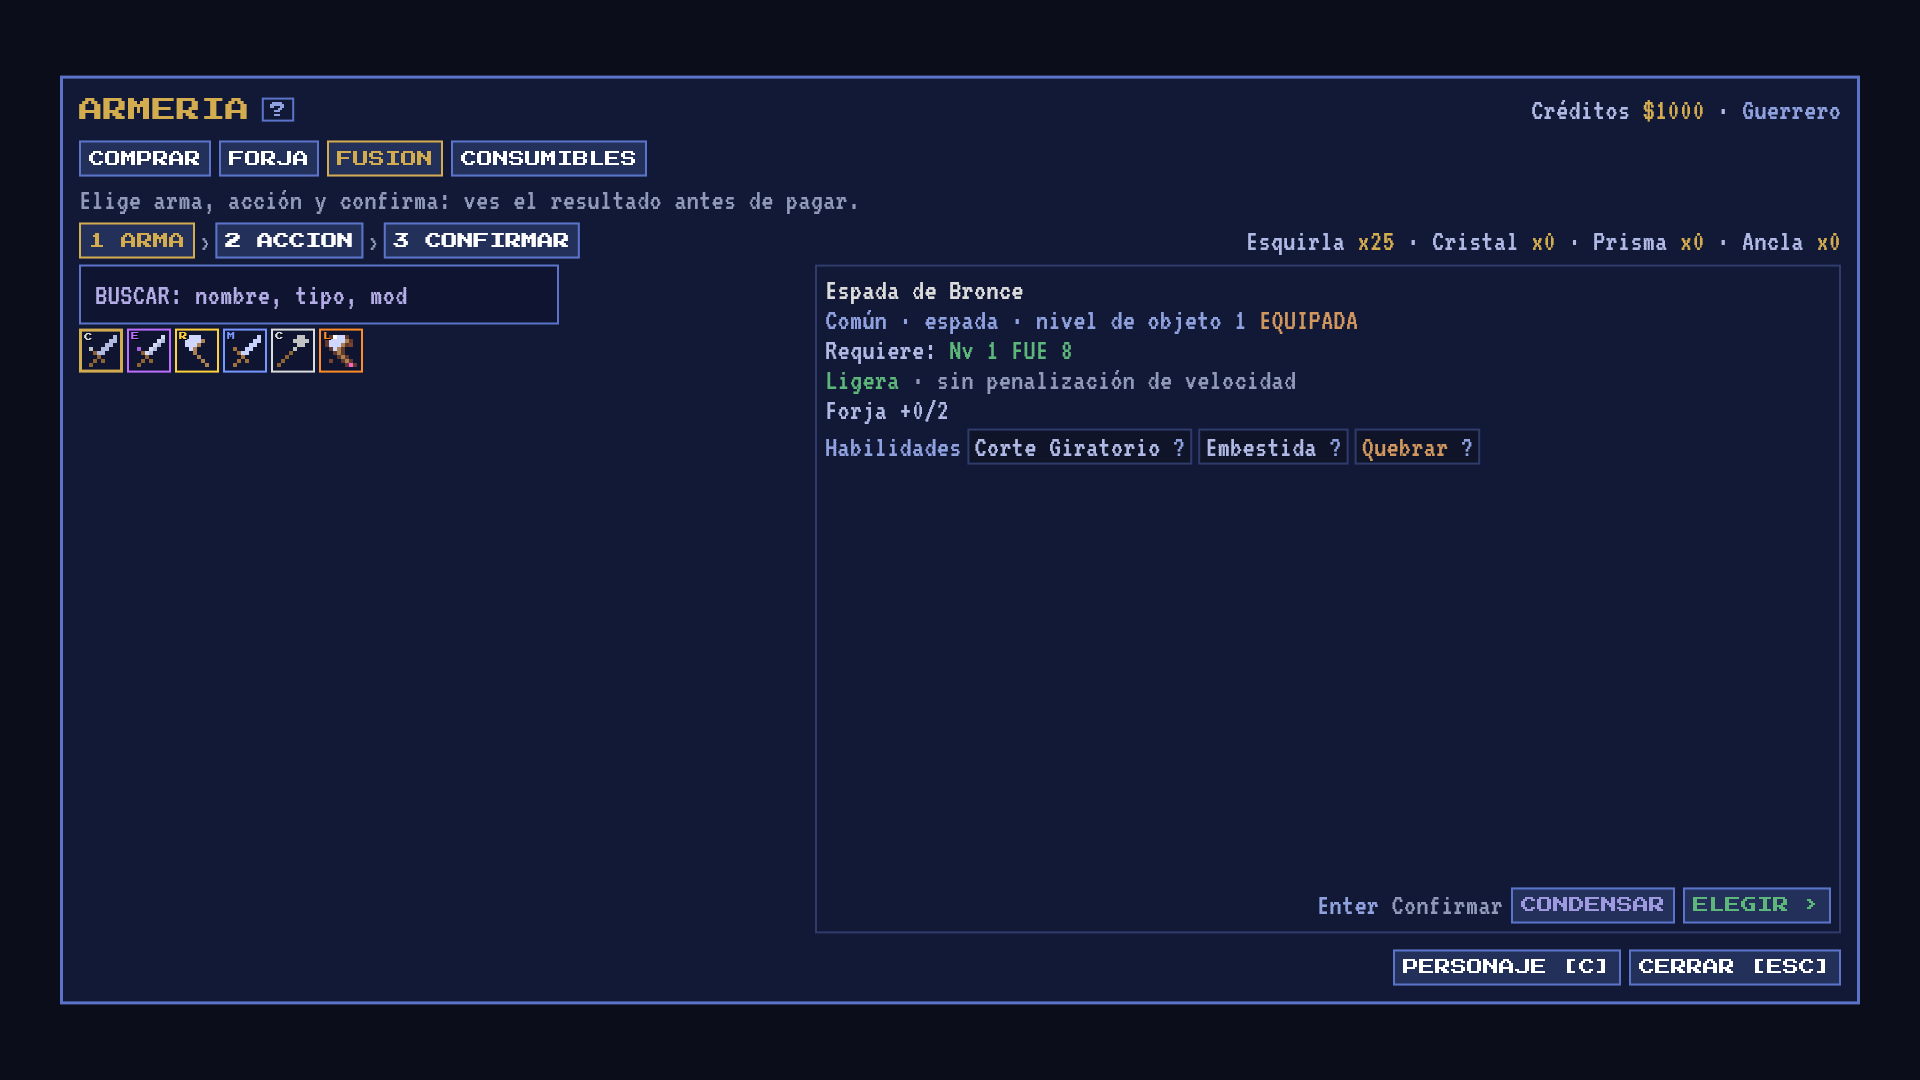 ARMERIA ?
Créditos $1000 · Guerrero
COMPRAR FORJA FUSION CONSUMIBLES
Elige arma, acción y confirma: ves el resultado antes de pagar.
1 ARMA › 2 ACCION › 3 CONFIRMAR
Esquirla x25 · Cristal x0 · Prisma x0 · Ancla x0
BUSCAR: nombre, tipo, mod
C E R M C L
Espada de Bronce
Común · espada · nivel de objeto 1 EQUIPADA
Requiere: Nv 1 FUE 8
Ligera · sin penalización de velocidad
Forja +0/2
Habilidades Corte Giratorio ? Embestida ? Quebrar ?
Enter Confirmar CONDENSAR ELEGIR >
PERSONAJE [C] CERRAR [ESC]